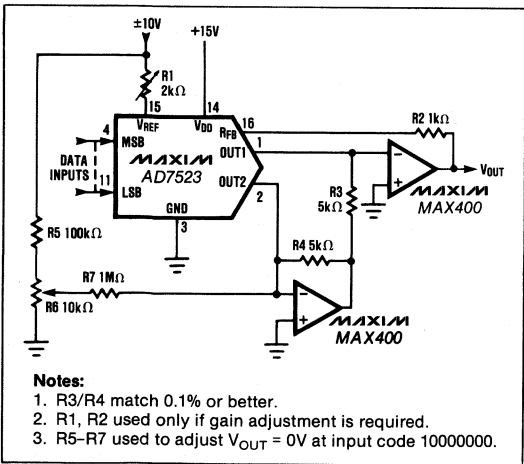 ±10V
+15V
R1
2kΩ
15
14
VREF
VDD
RFB
16
R2 1kΩ
4
MSB
OUT1
1
DATA
INPUTS
MAXIM
AD7523
OUT2
2
11
LSB
GND
3
R3
5kΩ
−
+
VOUT
MAXIM
MAX400
R5 100kΩ
R4 5kΩ
R7 1MΩ
R6 10kΩ
−
+
MAXIM
MAX400
Notes:
1. R3/R4 match 0.1% or better.
2. R1, R2 used only if gain adjustment is required.
3. R5–R7 used to adjust VOUT = 0V at input code 10000000.